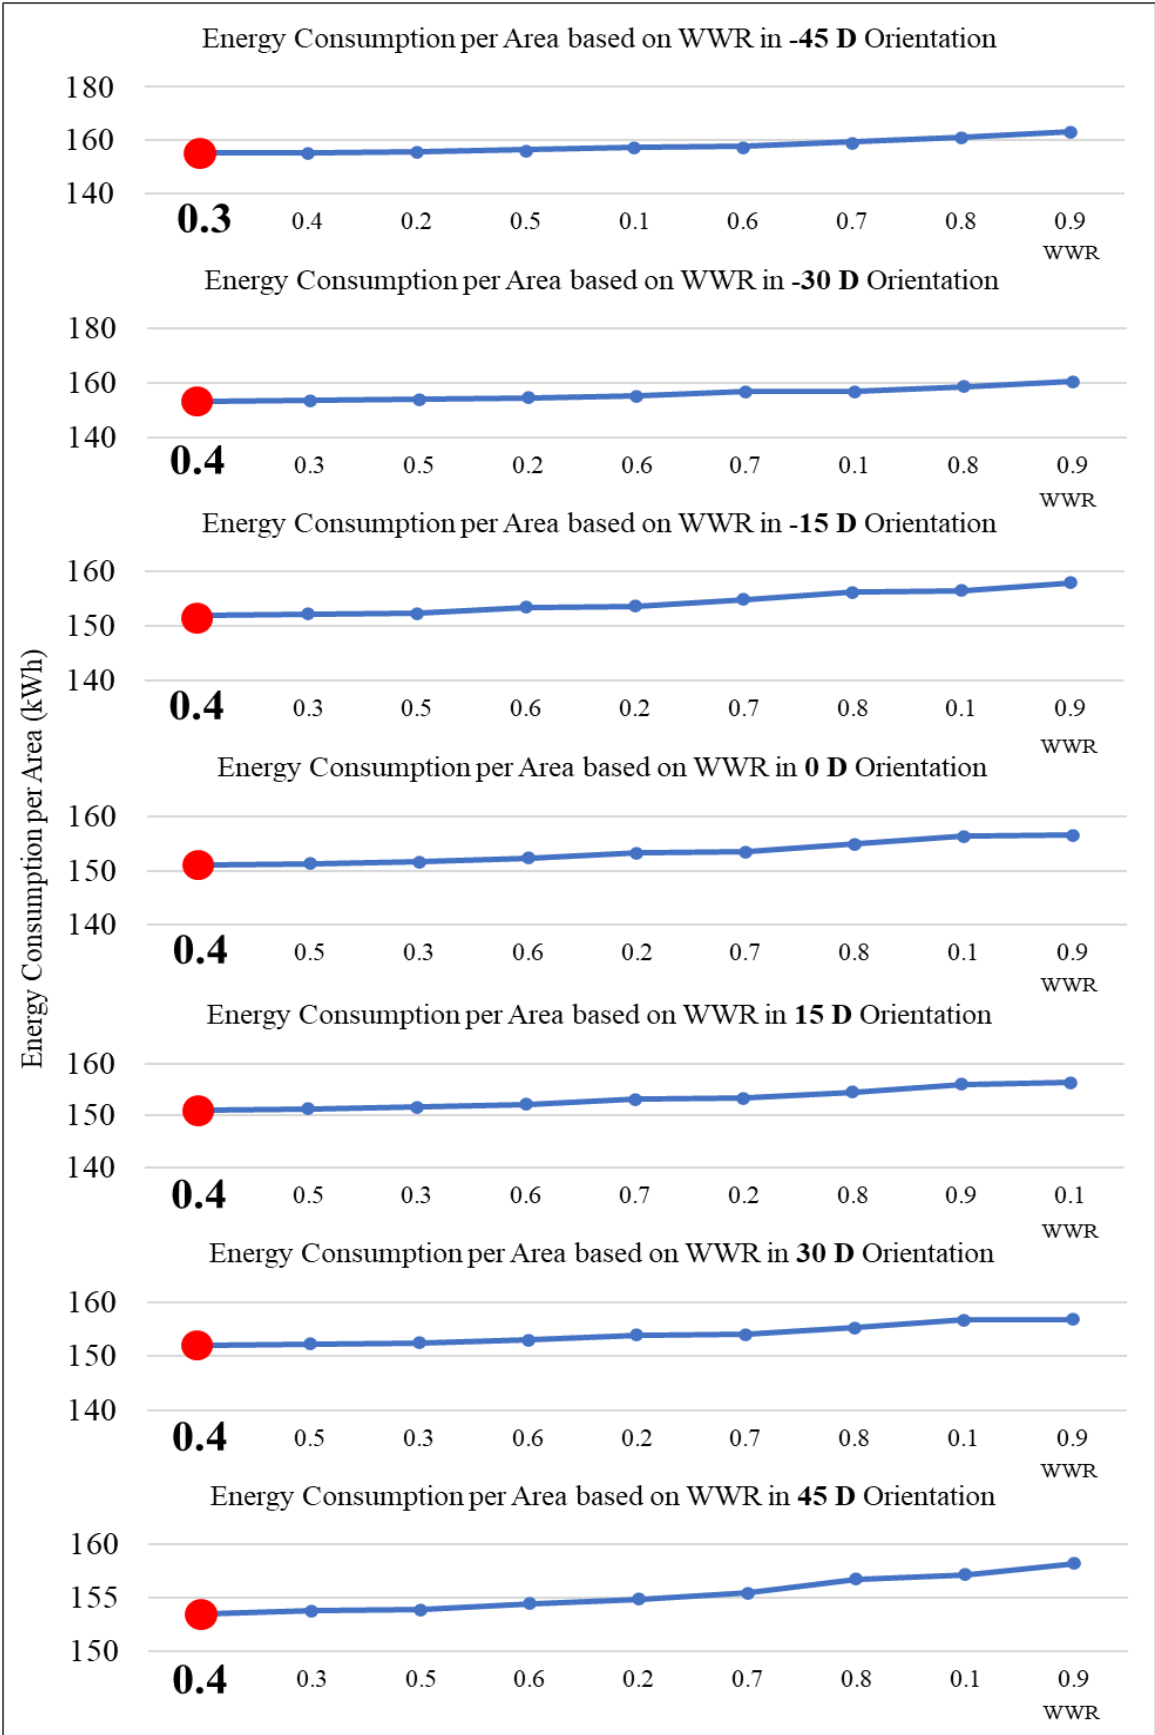 Energy Consumption per Area (kWh)
Energy Consumption per Area based on WWR in -45 D Orientation
180
160
140
0.3 0.4 0.2 0.5 0.1 0.6 0.7 0.8 0.9
WWR
Energy Consumption per Area based on WWR in -30 D Orientation
180
160
140
0.4 0.3 0.5 0.2 0.6 0.7 0.1 0.8 0.9
WWR
Energy Consumption per Area based on WWR in -15 D Orientation
160
150
140
0.4 0.3 0.5 0.6 0.2 0.7 0.8 0.1 0.9
WWR
Energy Consumption per Area based on WWR in 0 D Orientation
160
150
140
0.4 0.5 0.3 0.6 0.2 0.7 0.8 0.1 0.9
WWR
Energy Consumption per Area based on WWR in 15 D Orientation
160
150
140
0.4 0.5 0.3 0.6 0.7 0.2 0.8 0.9 0.1
WWR
Energy Consumption per Area based on WWR in 30 D Orientation
160
150
140
0.4 0.5 0.3 0.6 0.2 0.7 0.8 0.1 0.9
WWR
Energy Consumption per Area based on WWR in 45 D Orientation
160
155
150
0.4 0.3 0.5 0.6 0.2 0.7 0.8 0.1 0.9
WWR